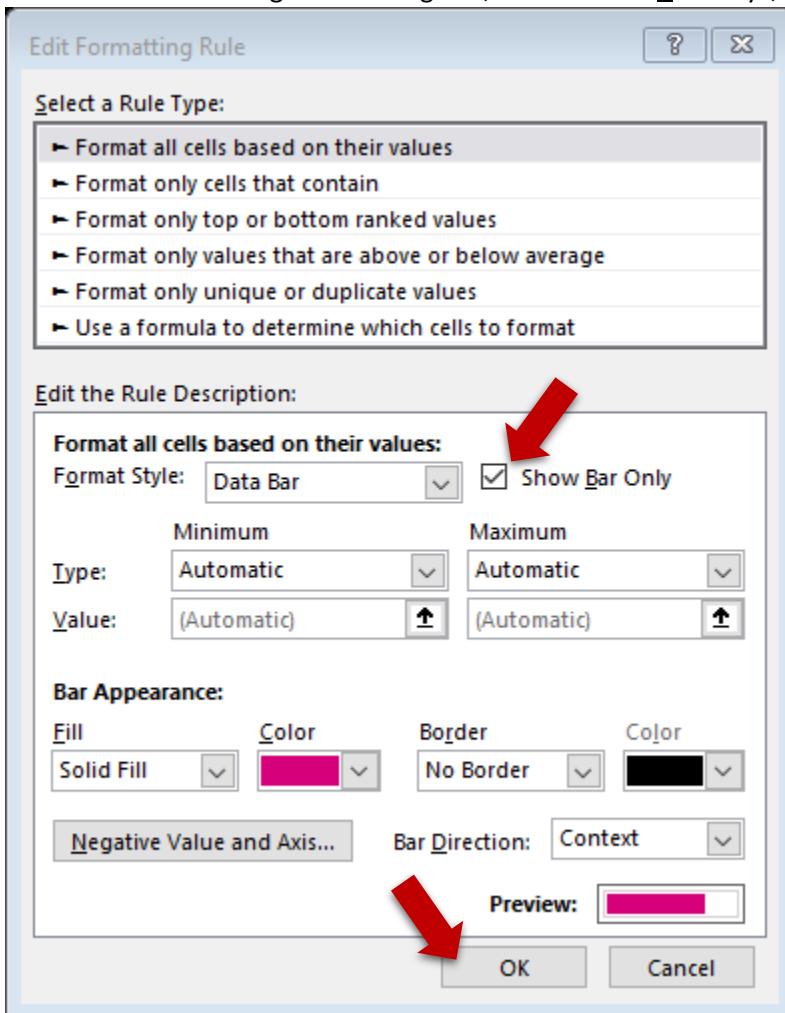 Edit Formatting Rule
Select a Rule Type:
► Format all cells based on their values
► Format only cells that contain
► Format only top or bottom ranked values
► Format only values that are above or below average
► Format only unique or duplicate values
► Use a formula to determine which cells to format
Edit the Rule Description:
Format all cells based on their values:
Format Style: Data Bar Show Bar Only
Minimum Maximum
Type: Automatic Automatic
Value: (Automatic) (Automatic)
Bar Appearance:
Fill Color Border Color
Solid Fill No Border
Negative Value and Axis... Bar Direction: Context
Preview:
OK Cancel